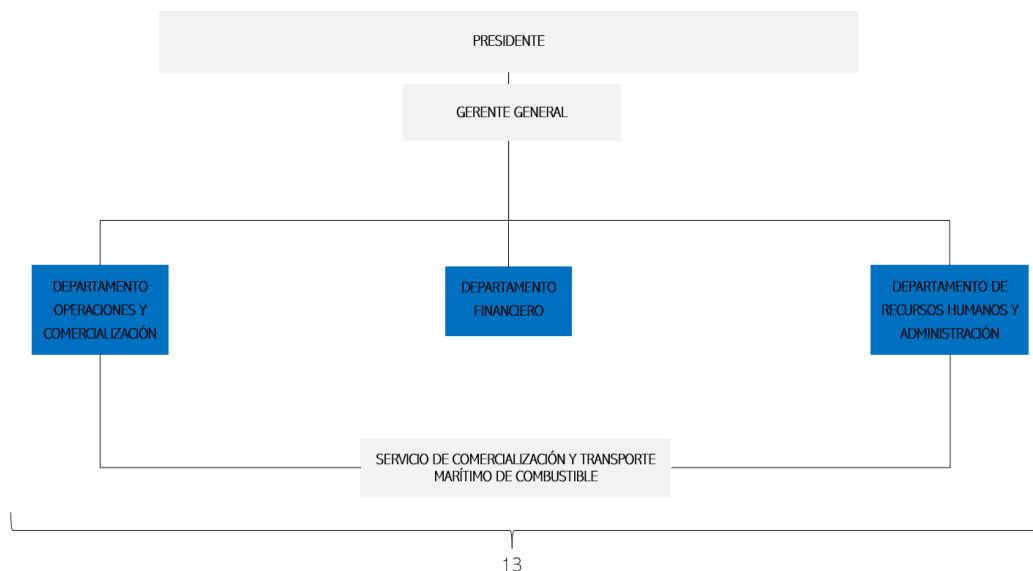 PRESIDENTE
GERENTE GENERAL
DEPARTAMENTO
OPERACIONES Y
COMERCIALIZACIÓN
DEPARTAMENTO
FINANCIERO
DEPARTAMENTO DE
RECURSOS HUMANOS Y
ADMINISTRACIÓN
SERVICIO DE COMERCIALIZACIÓN Y TRANSPORTE
MARÍTIMO DE COMBUSTIBLE
13